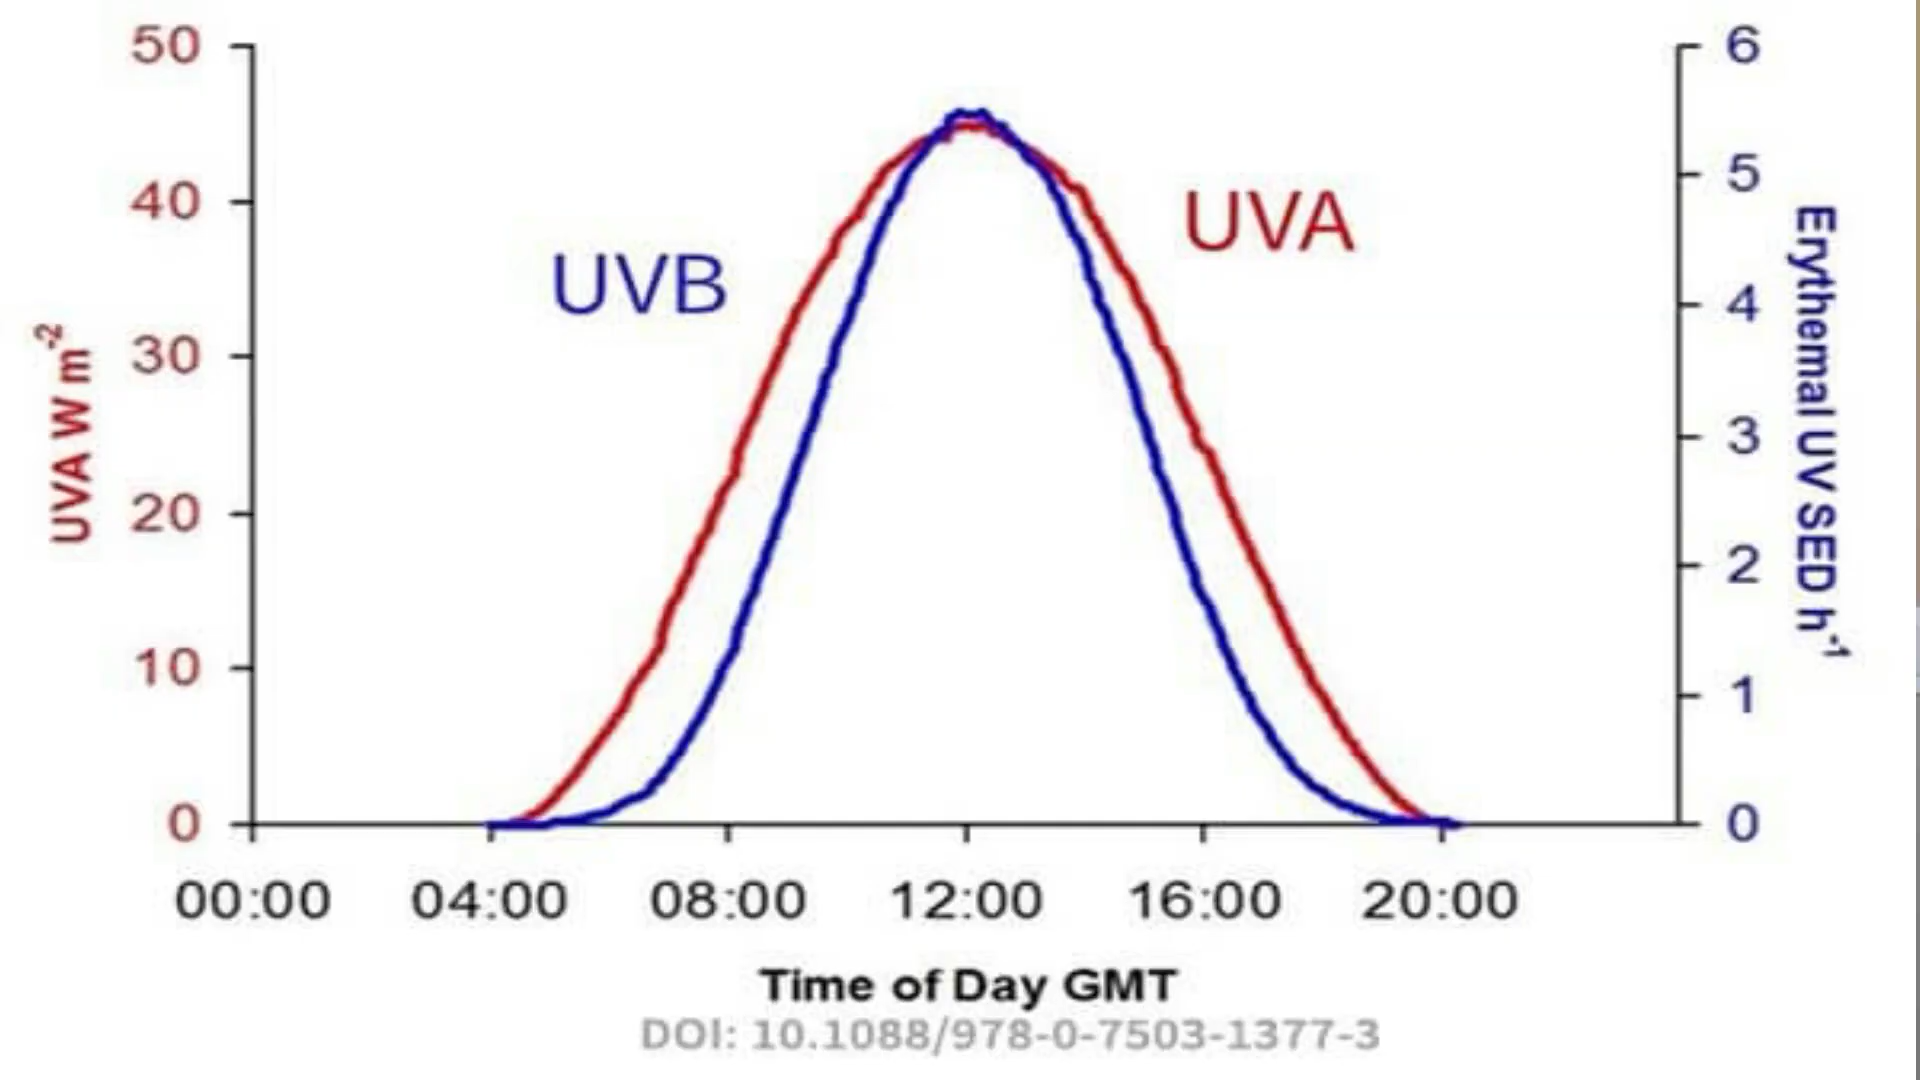 50
40
30
20
10
0
UVA W m⁻²
UVB
UVA
6
5
4
3
2
1
0
Erythemal UV SED h⁻¹
00:00 04:00 08:00 12:00 16:00 20:00
Time of Day GMT
DOI: 10.1088/978-0-7503-1377-3